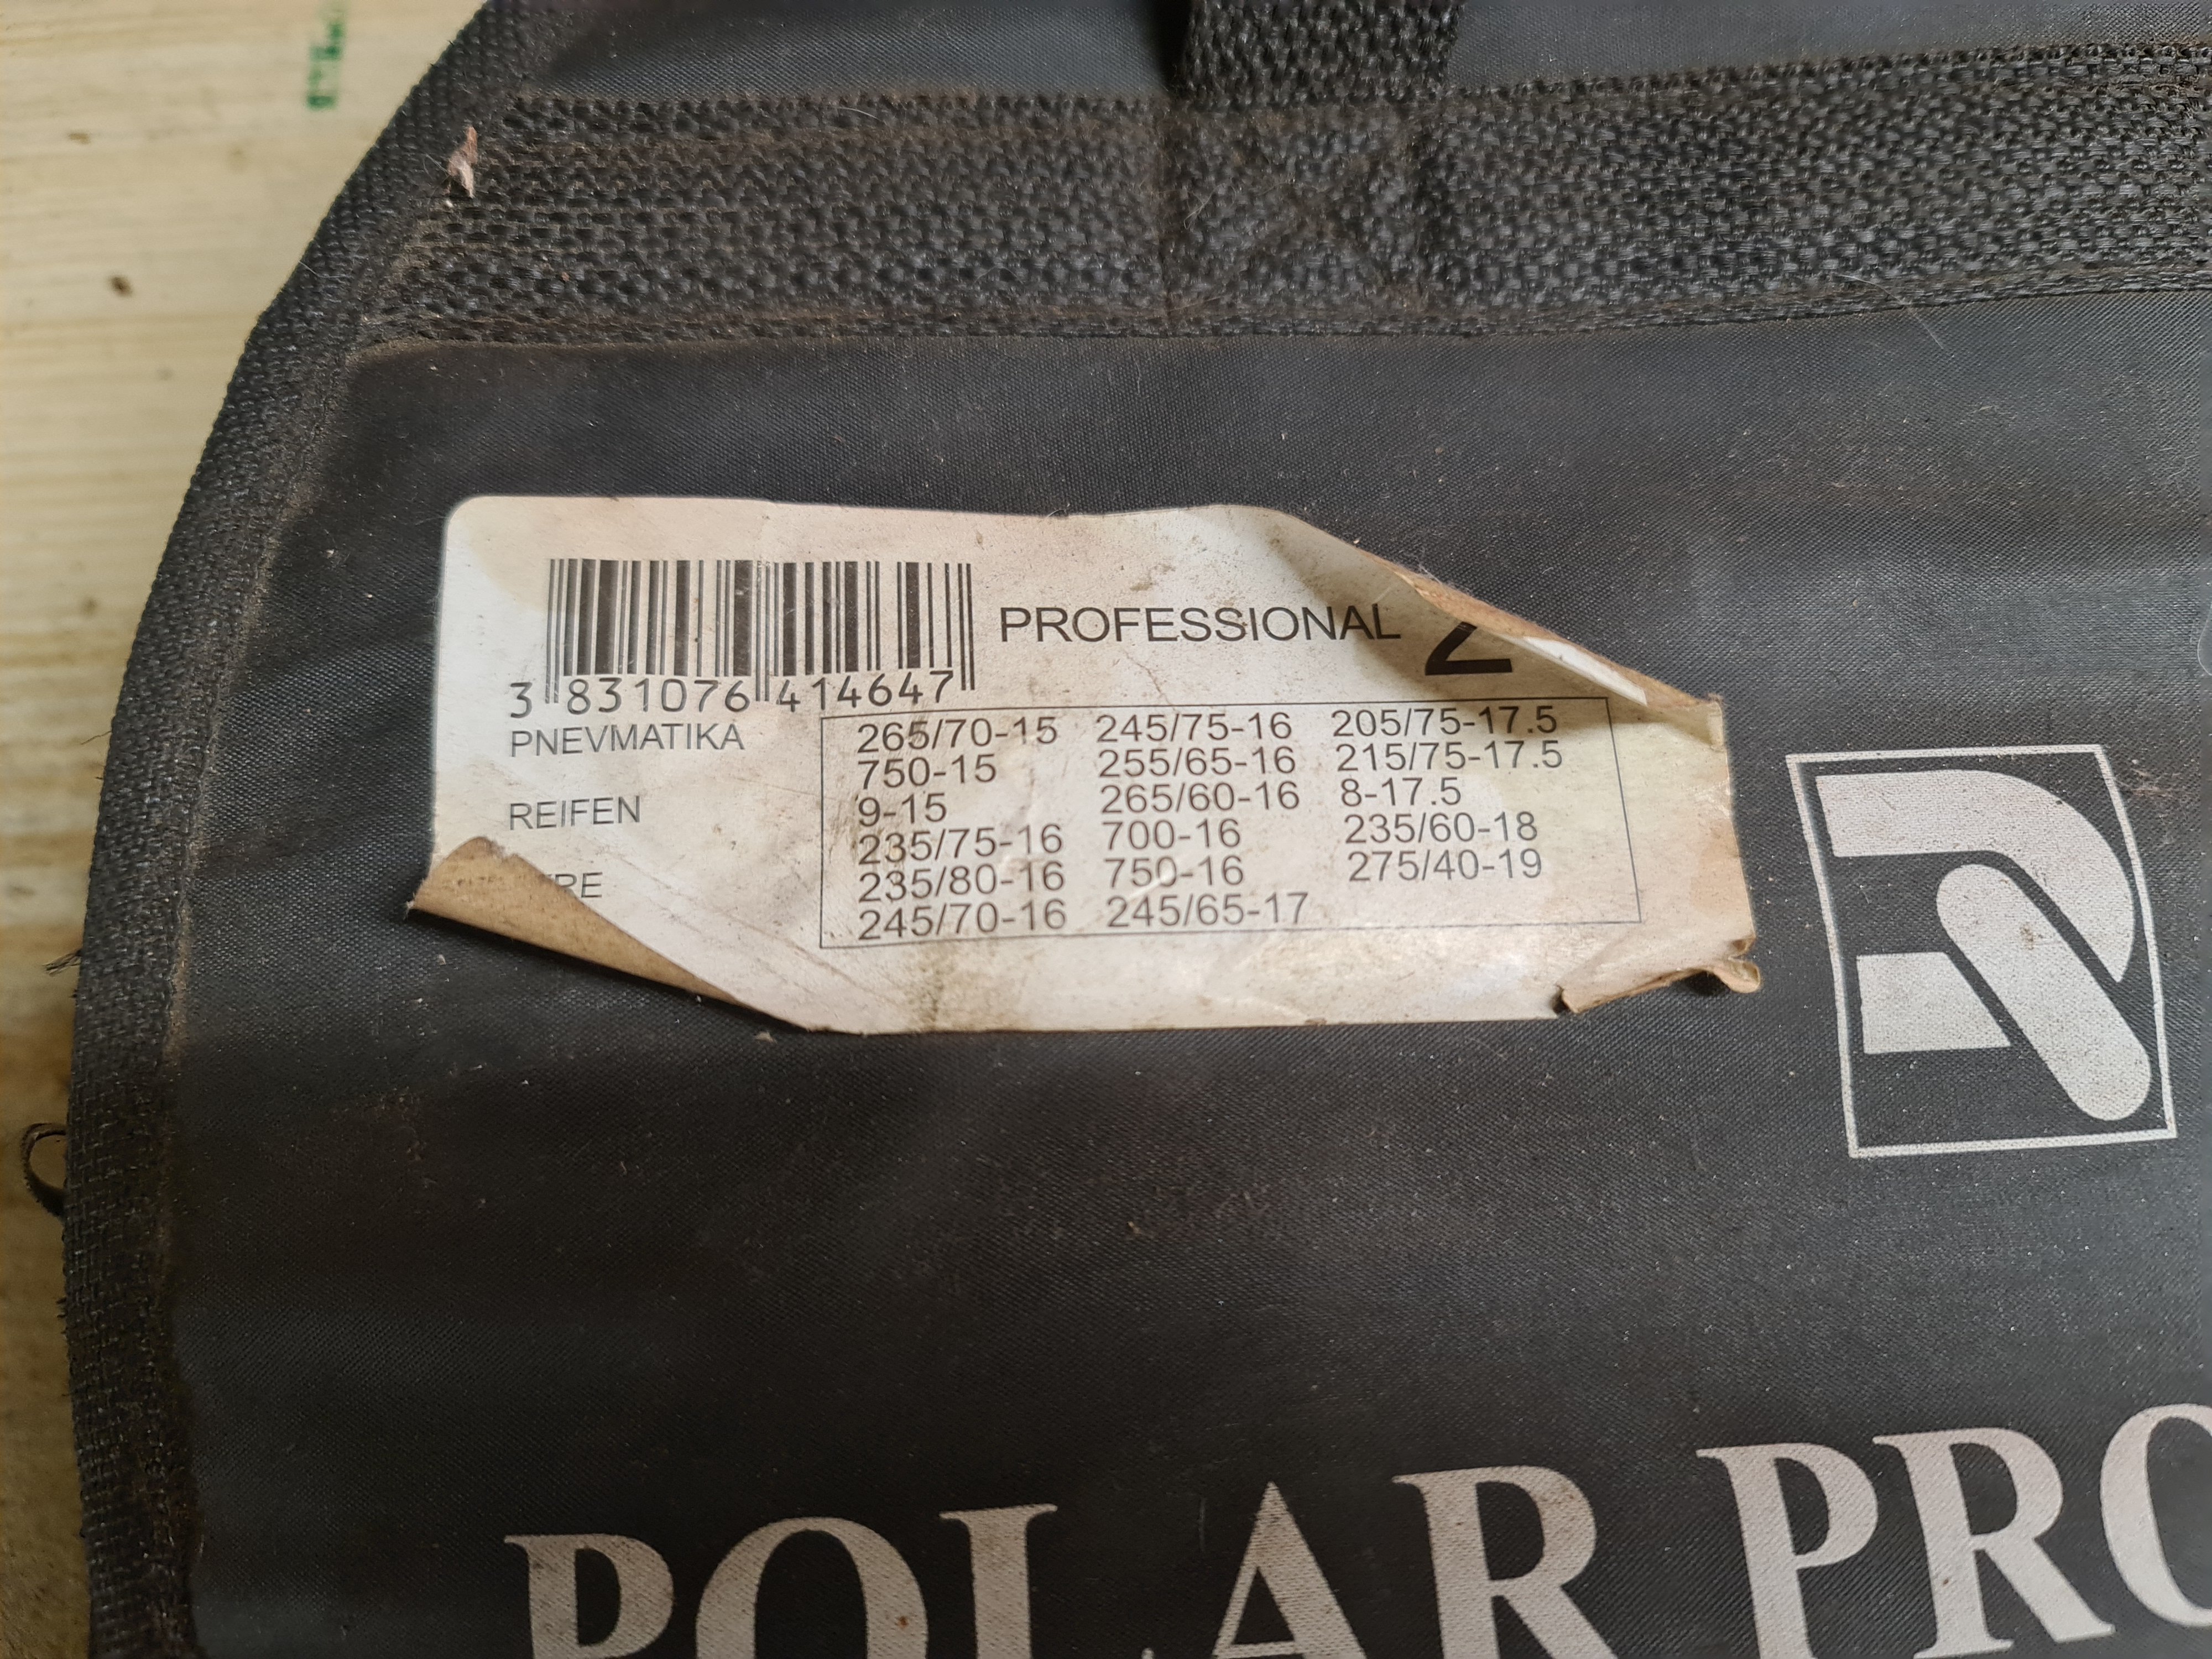 PROFESSIONAL
3 831076 414647
PNEVMATIKA
REIFEN
265/70-15 245/75-16 205/75-17.5
750-15 255/65-16 215/75-17.5
9-15 265/60-16 8-17.5
235/75-16 700-16 235/60-18
235/80-16 750-16 275/40-19
245/70-16 245/65-17
POLAR PRO